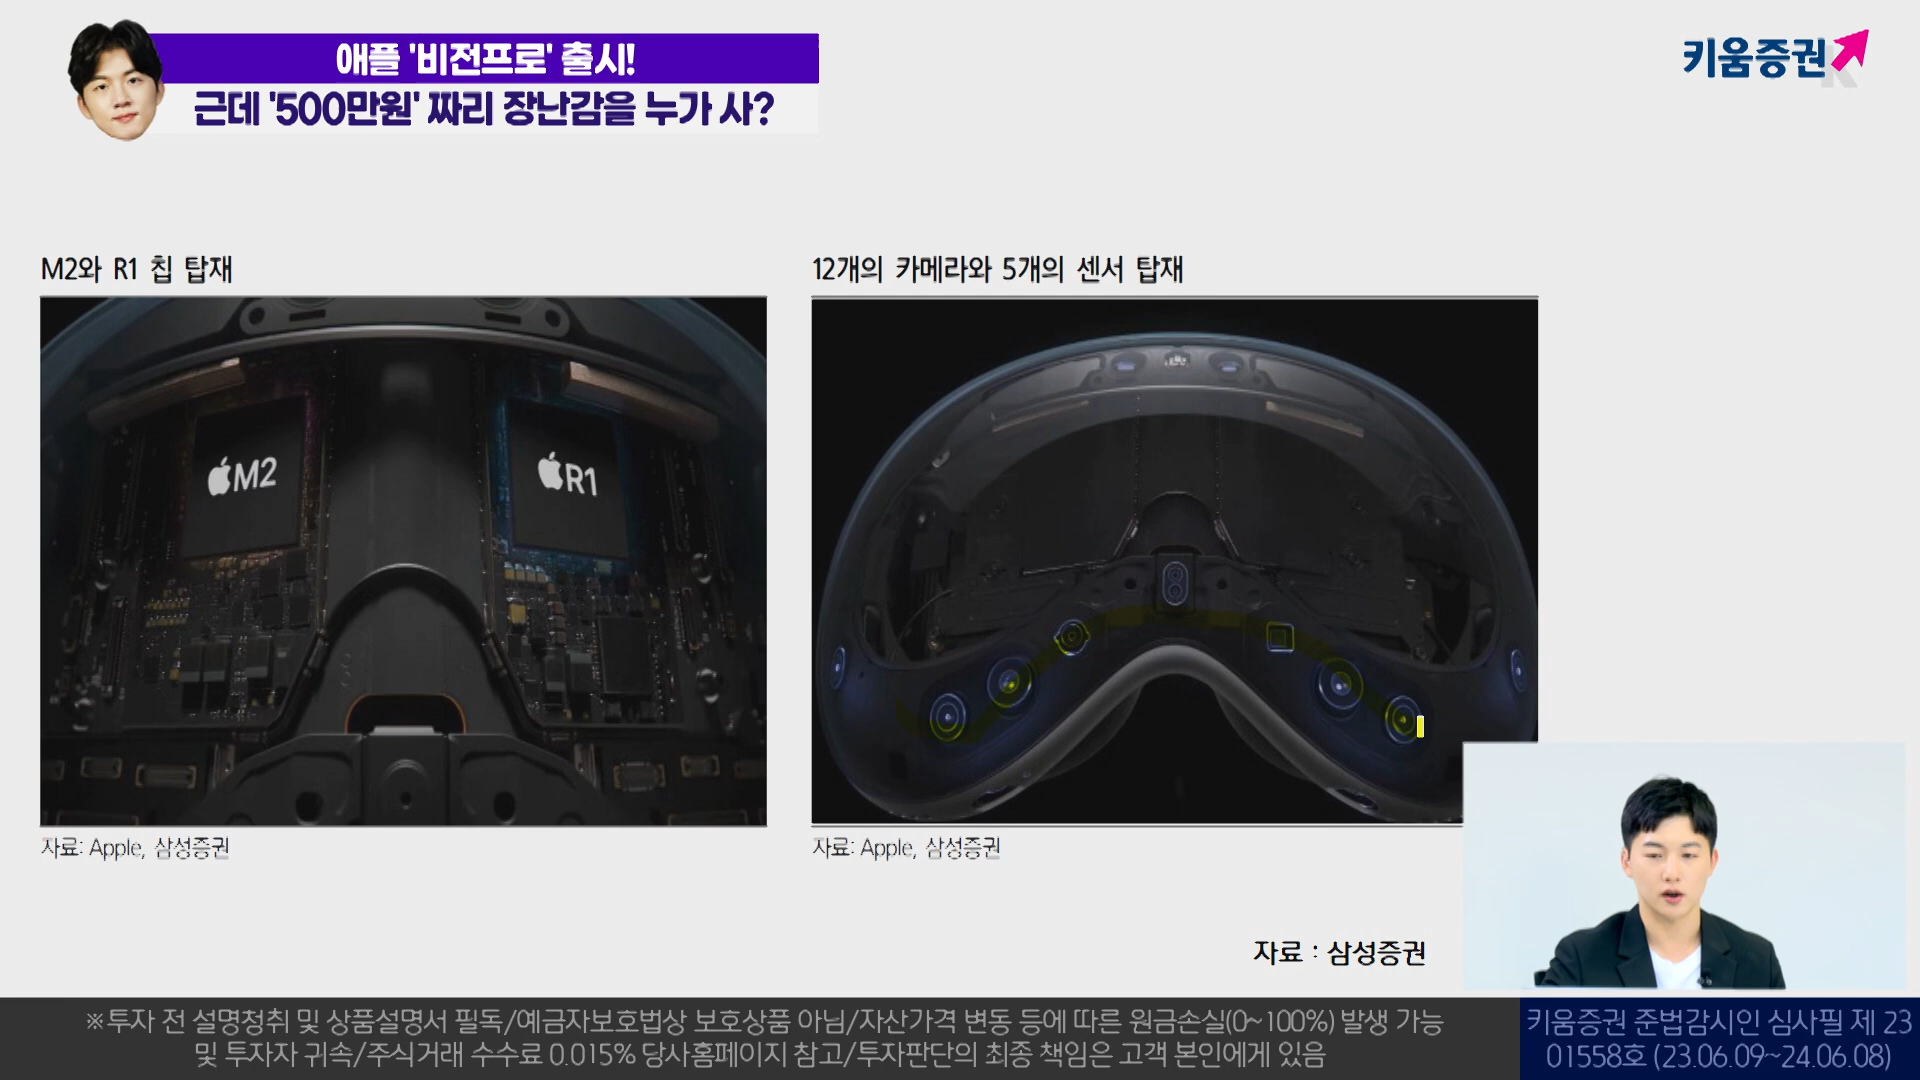 애플 '비전프로' 출시!
근데 '500만원' 짜리 장난감을 누가 사?
키움증권
M2와 R1 칩 탑재
12개의 카메라와 5개의 센서 탑재
M2
R1
자료: Apple, 삼성증권
자료: Apple, 삼성증권
자료 : 삼성증권
※투자 전 설명청취 및 상품설명서 필독/예금자보호법상 보호상품 아님/자산가격 변동 등에 따른 원금손실(0~100%) 발생 가능
및 투자자 귀속/주식거래 수수료 0.015% 당사홈페이지 참고/투자판단의 최종 책임은 고객 본인에게 있음
키움증권 준법감시인 심사필 제 23
01558호 (23.06.09~24.06.08)